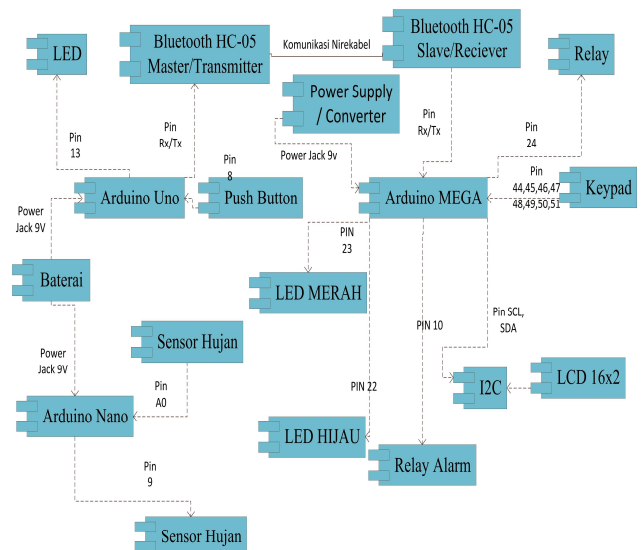 LED
Bluetooth HC-05
Master/Transmitter
Komunikasi Nirekabel
Bluetooth HC-05
Slave/Reciever
Relay
Power Supply
/ Converter
Pin
13
Pin
Rx/Tx
Pin
Rx/Tx
Pin
24
Power Jack 9v
Pin
8
Pin
44,45,46,47
48,49,50,51
Arduino Uno
Push Button
Arduino MEGA
Keypad
Power
Jack 9V
PIN
23
Baterai
LED MERAH
Pin SCL,
SDA
PIN 10
Sensor Hujan
Power
Jack 9V
Pin
A0
PIN 22
I2C
LCD 16x2
Arduino Nano
LED HIJAU
Relay Alarm
Pin
9
Sensor Hujan